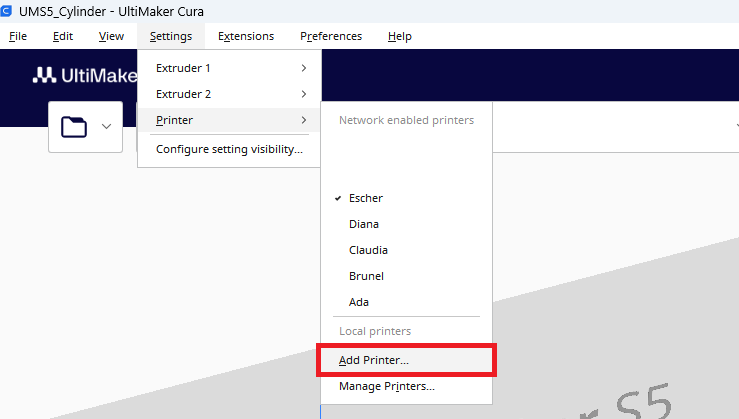 UMS5_Cylinder - UltiMaker Cura
File Edit View Settings Extensions Preferences Help
UltiMake
Extruder 1
Extruder 2
Printer
Configure setting visibility...
Network enabled printers
Escher
Diana
Claudia
Brunel
Ada
Local printers
Add Printer...
Manage Printers...
r S5